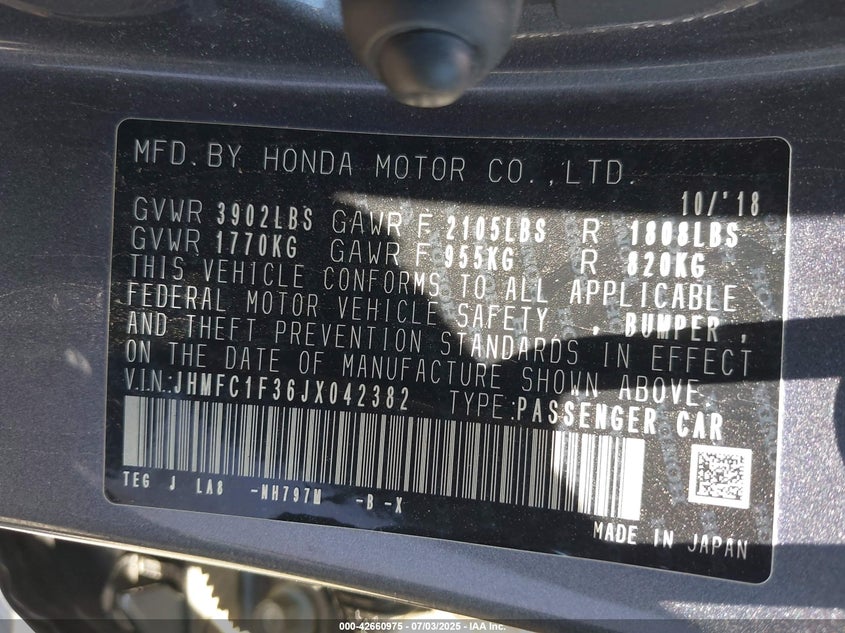 MFD. BY HONDA MOTOR CO., LTD.
10/'18
GVWR 3902LBS GAWR F 2105LBS R 1808LBS
GVWR 1770KG GAWR F 955KG R 820KG
THIS VEHICLE CONFORMS TO ALL APPLICABLE
FEDERAL MOTOR VEHICLE SAFETY , BUMPER ,
AND THEFT PREVENTION STANDARDS IN EFFECT
ON THE DATE OF MANUFACTURE SHOWN ABOVE.
V.I.N.:JHMFC1F36JX042382 TYPE:PASSENGER CAR
TEG J LA8 -NH797M -B -X
MADE IN JAPAN
000-42660975 - 07/03/2025 - IAA Inc.